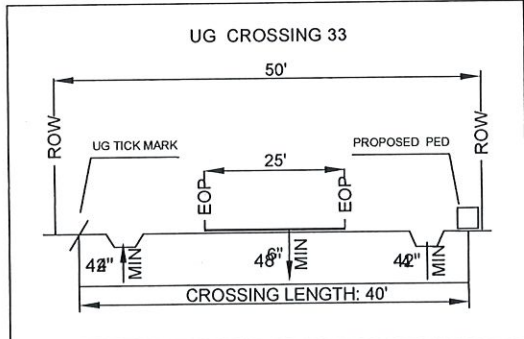 UG CROSSING 33
50'
ROW
ROW
UG TICK MARK
PROPOSED PED
25'
EOP
EOP
MIN
MIN
MIN
CROSSING LENGTH: 40'